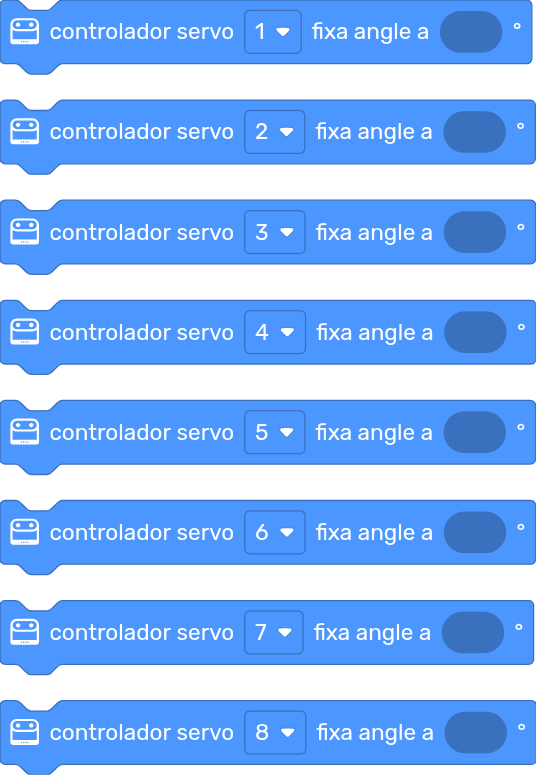 controlador servo 1 fixa angle a °
controlador servo 2 fixa angle a °
controlador servo 3 fixa angle a °
controlador servo 4 fixa angle a °
controlador servo 5 fixa angle a °
controlador servo 6 fixa angle a °
controlador servo 7 fixa angle a °
controlador servo 8 fixa angle a °